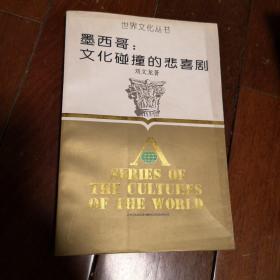 世界文化丛书
墨西哥：
文化碰撞的悲喜剧
刘文龙著
A
SERIES OF
THE CULTURES
OF THE WORLD